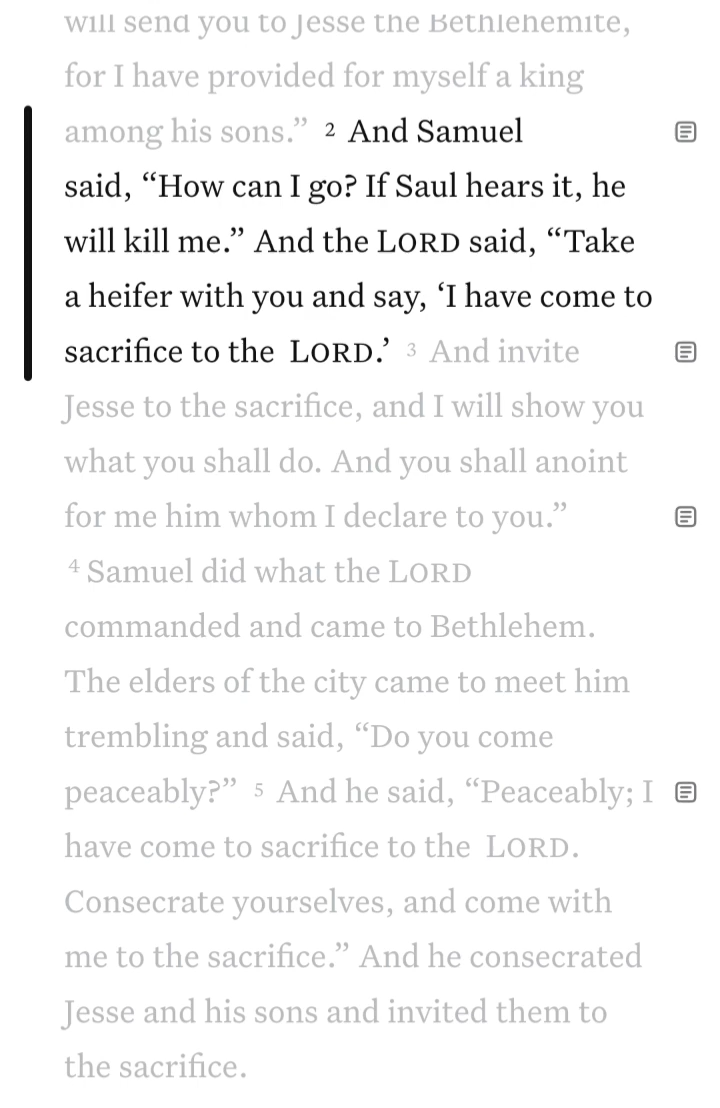 will send you to Jesse the Bethlehemite,
for I have provided for myself a king
among his sons.” 2 And Samuel
said, “How can I go? If Saul hears it, he
will kill me.” And the LORD said, “Take
a heifer with you and say, ‘I have come to
sacrifice to the LORD.’ 3 And invite
Jesse to the sacrifice, and I will show you
what you shall do. And you shall anoint
for me him whom I declare to you.”
4 Samuel did what the LORD
commanded and came to Bethlehem.
The elders of the city came to meet him
trembling and said, “Do you come
peaceably?” 5 And he said, “Peaceably; I
have come to sacrifice to the LORD.
Consecrate yourselves, and come with
me to the sacrifice.” And he consecrated
Jesse and his sons and invited them to
the sacrifice.